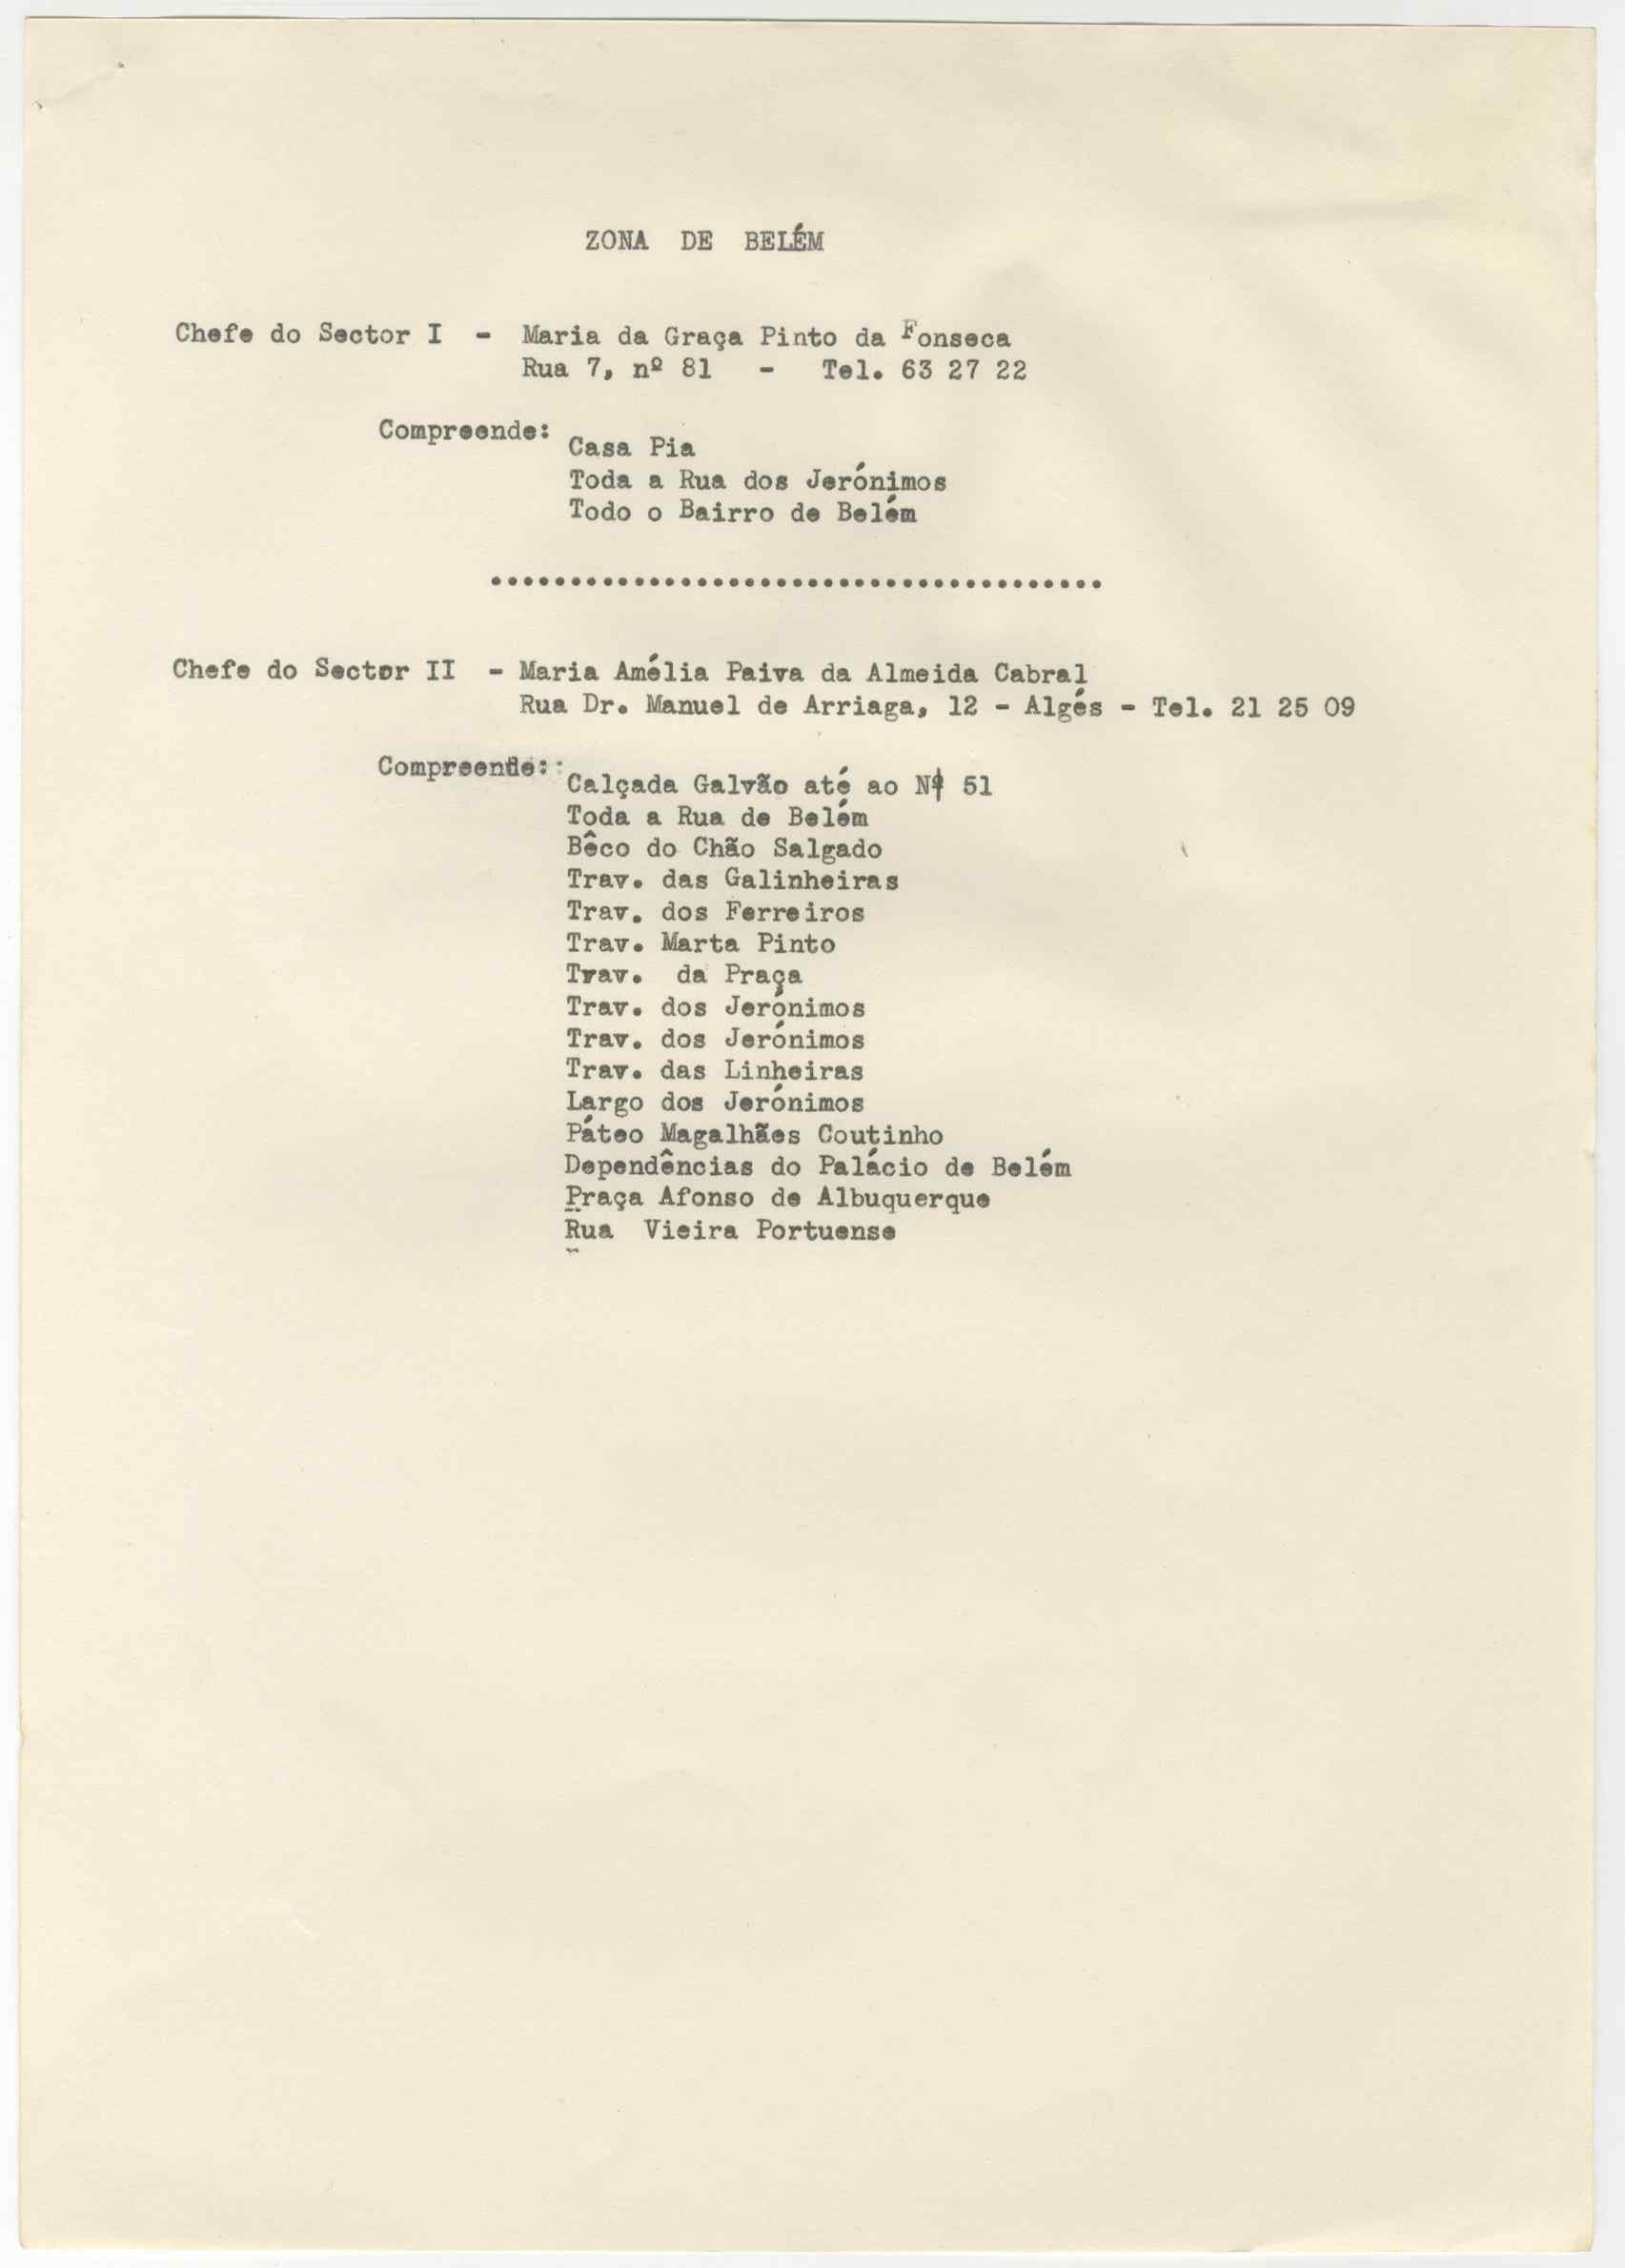 ZONA DE BELÉM
Chefe do Sector I - Maria da Graça Pinto da Fonseca
Rua 7, nº 81 - Tel. 63 27 22
Compreende:
Casa Pia
Toda a Rua dos Jerónimos
Todo o Bairro de Belém
.......................................
Chefe do Sector II - Maria Amélia Paiva da Almeida Cabral
Rua Dr. Manuel de Arriaga, 12 - Algés - Tel. 21 25 09
Compreende::
Calçada Galvão até ao Nº 51
Toda a Rua de Belém
Bêco do Chão Salgado
Trav. das Galinheiras
Trav. dos Ferreiros
Trav. Marta Pinto
Trav. da Praça
Trav. dos Jerónimos
Trav. dos Jerónimos
Trav. das Linheiras
Largo dos Jerónimos
Páteo Magalhães Coutinho
Dependências do Palácio de Belém
Praça Afonso de Albuquerque
Rua Vieira Portuense